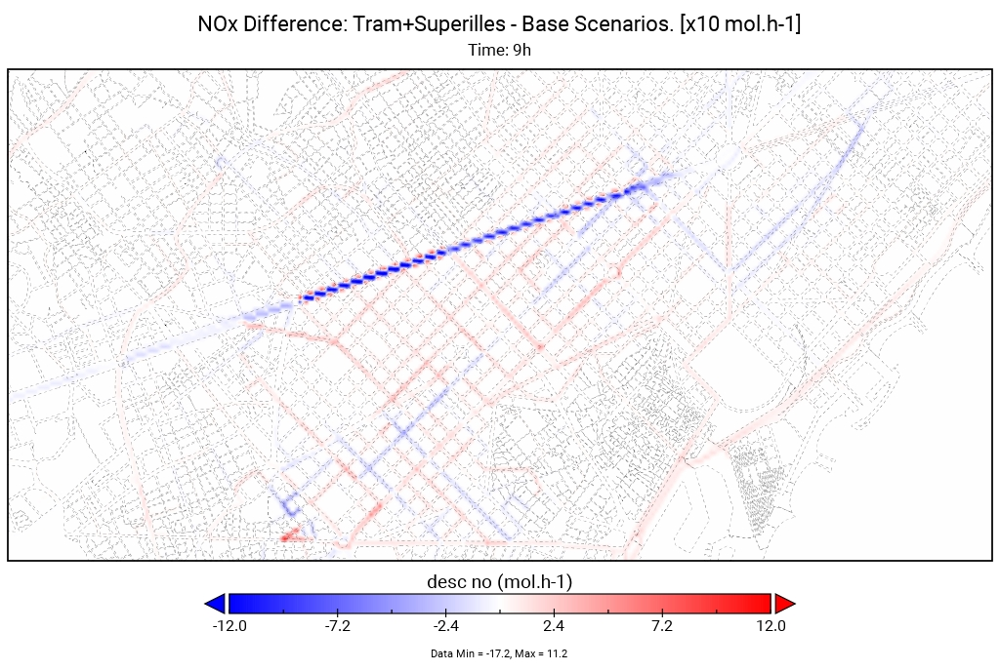 NOx Difference: Tram+Superilles - Base Scenarios. [x10 mol.h-1]
Time: 9h
desc no (mol.h-1)
-12.0 -7.2 -2.4 2.4 7.2 12.0
Data Min = -17.2, Max = 11.2